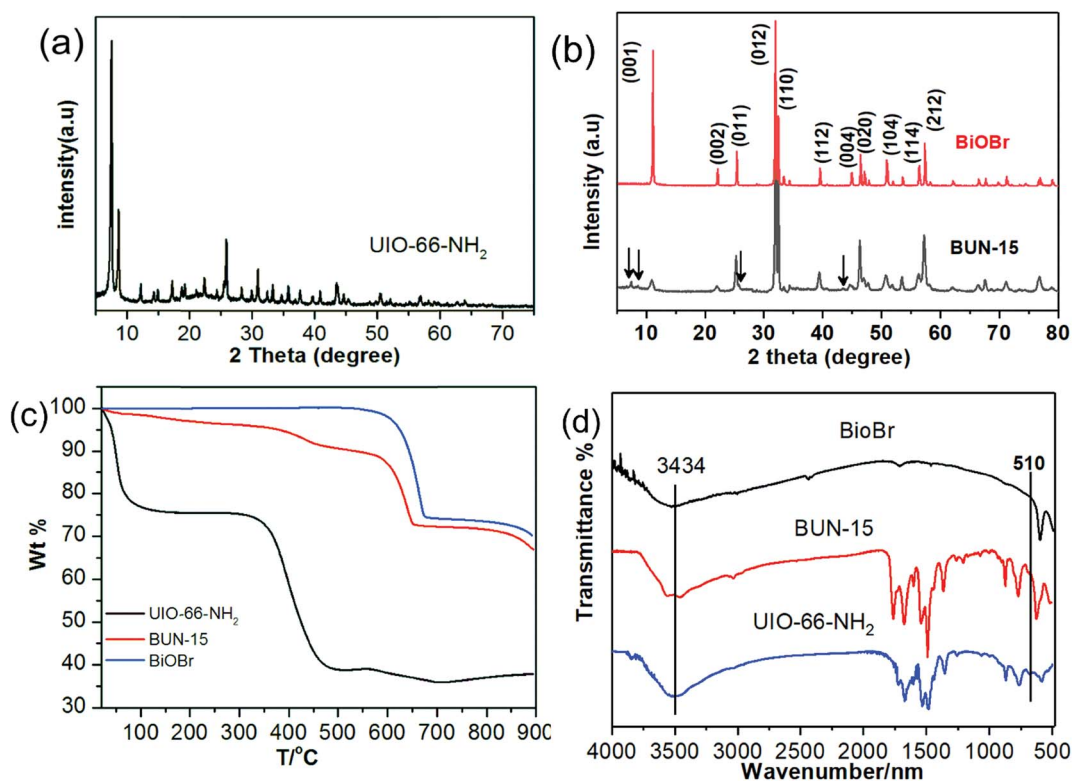 (a)
intensity(a.u)
UIO-66-NH₂
10 20 30 40 50 60 70
2 Theta (degree)
(b)
Intensity (a.u)
(001)
(002)
(011)
(012)
(110)
(112)
(004)
(020)
(104)
(114)
(212)
BiOBr
BUN-15
10 20 30 40 50 60 70 80
2 theta (degree)
(c)
Wt %
100
90
80
70
60
50
40
30
UIO-66-NH₂
BUN-15
BiOBr
100 200 300 400 500 600 700 800 900
T/°C
(d)
Transmittance %
BioBr
3434
510
BUN-15
UIO-66-NH₂
4000 3500 3000 2500 2000 1500 1000 500
Wavenumber/nm